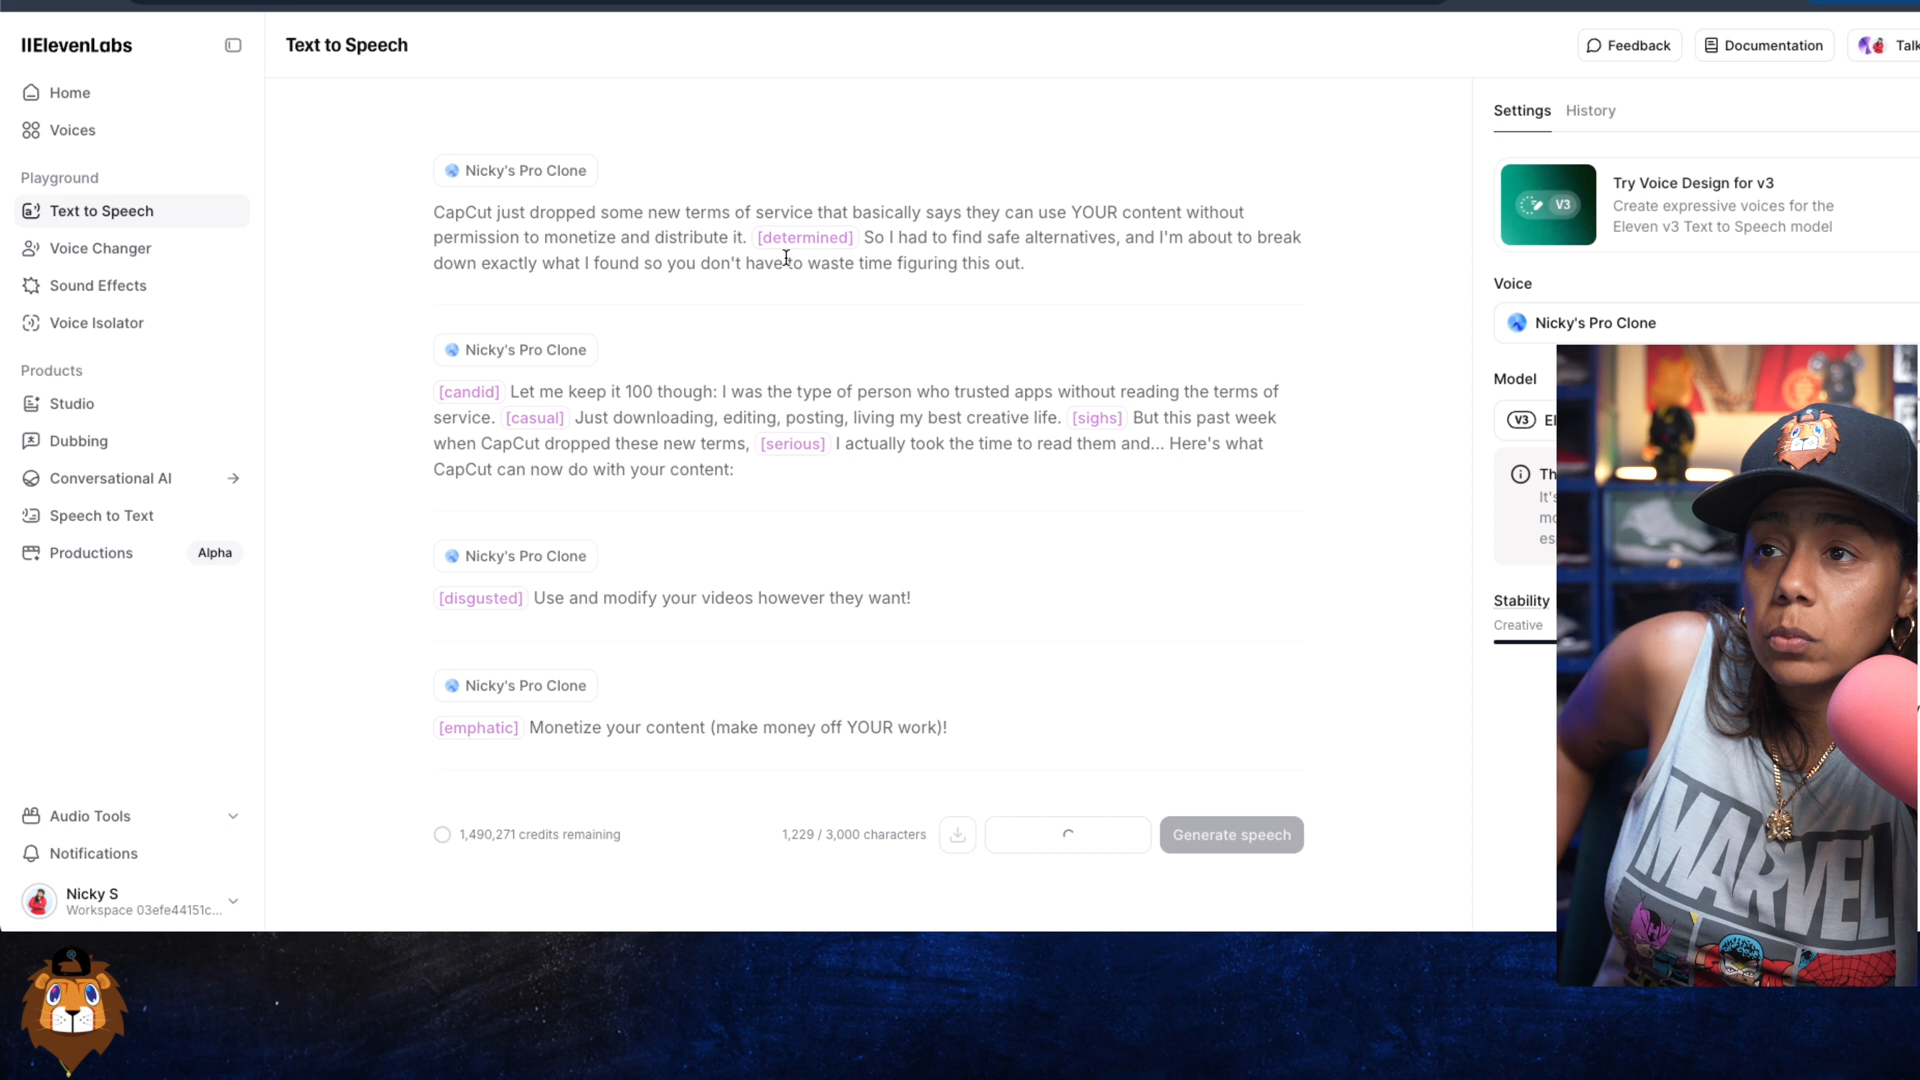 IIElevenLabs
Text to Speech
Feedback
Documentation
Talk
Home
Voices
Playground
Text to Speech
Voice Changer
Sound Effects
Voice Isolator
Products
Studio
Dubbing
Conversational AI
Speech to Text
Productions
Alpha
Audio Tools
Notifications
Nicky S
Workspace 03efe44151c...
Nicky's Pro Clone
CapCut just dropped some new terms of service that basically says they can use YOUR content without
permission to monetize and distribute it. [determined] So I had to find safe alternatives, and I'm about to break
down exactly what I found so you don't have to waste time figuring this out.
Nicky's Pro Clone
[candid] Let me keep it 100 though: I was the type of person who trusted apps without reading the terms of
service. [casual] Just downloading, editing, posting, living my best creative life. [sighs] But this past week
when CapCut dropped these new terms, [serious] I actually took the time to read them and... Here's what
CapCut can now do with your content:
Nicky's Pro Clone
[disgusted] Use and modify your videos however they want!
Nicky's Pro Clone
[emphatic] Monetize your content (make money off YOUR work)!
1,490,271 credits remaining
1,229 / 3,000 characters
Generate speech
Settings
History
V3
Try Voice Design for v3
Create expressive voices for the
Eleven v3 Text to Speech model
Voice
Nicky's Pro Clone
Model
V3 El
Th
It's
mo
es
Stability
Creative
MARVEL